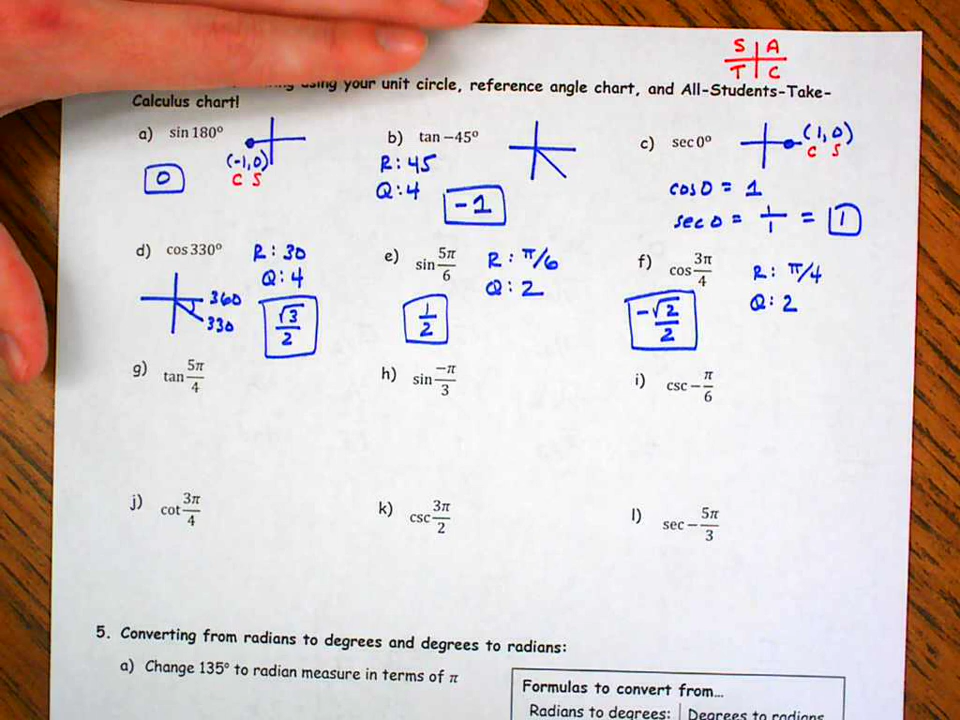 S A
T C
using your unit circle, reference angle chart, and All-Students-Take-
Calculus chart!
a) sin 180°
(-1, 0)
C S
0
b) tan −45°
R: 45
Q: 4
-1
c) sec 0°
(1, 0)
C S
cos 0 = 1
sec 0 = 1/1 = 1
d) cos 330°
R: 30
Q: 4
360
330
√3/2
e) sin 5π/6
R: π/6
Q: 2
1/2
f) cos 3π/4
R: π/4
Q: 2
-√2/2
g) tan 5π/4
h) sin −π/3
i) csc − π/6
j) cot 3π/4
k) csc 3π/2
l) sec − 5π/3
5. Converting from radians to degrees and degrees to radians:
a) Change 135° to radian measure in terms of π
Formulas to convert from...
Radians to degrees: Degrees to radians